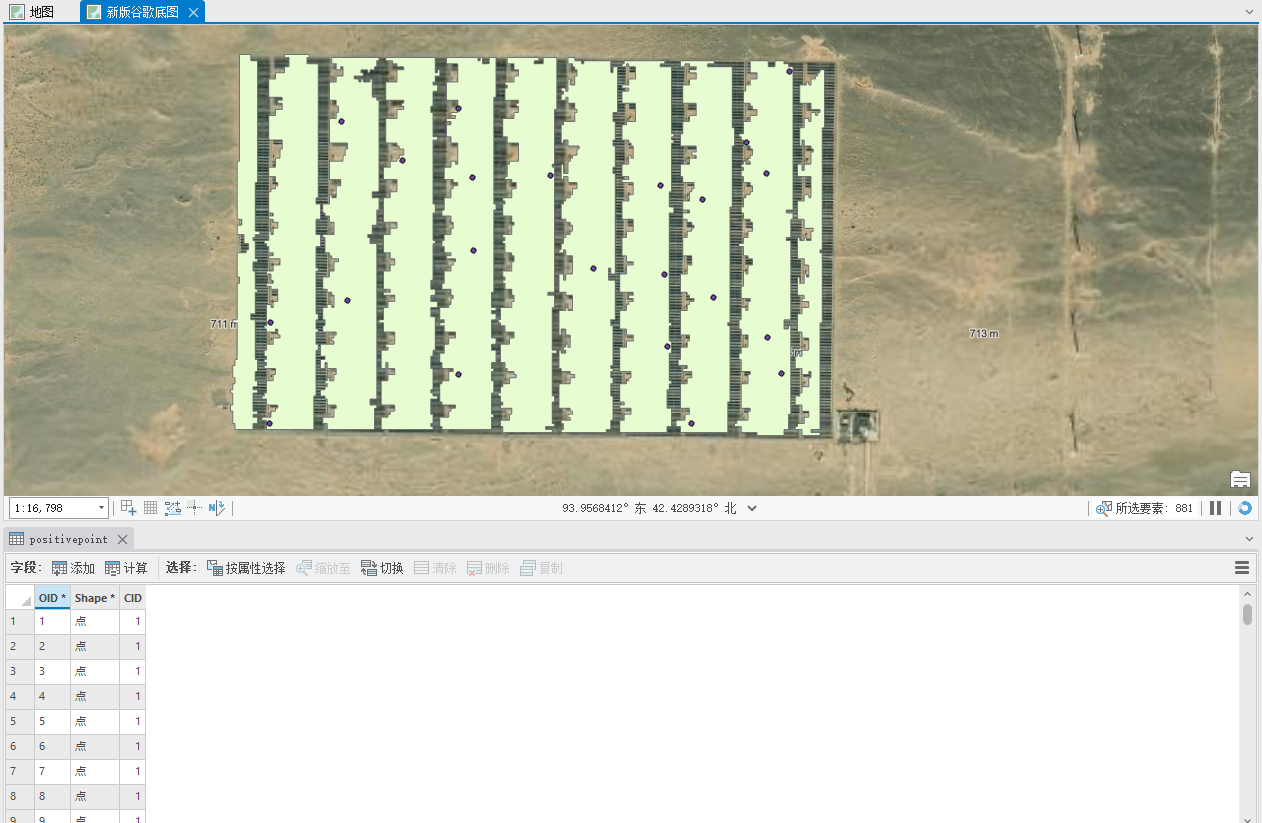 地图 新版谷歌底图
711 m
713 m
1:16,798 93.9568412° 东 42.4289318° 北 所选要素: 881
positivepoint
字段: 添加 计算 选择: 按属性选择 缩放至 切换 清除 删除 复制
OID * Shape * CID
1 1 点 1
2 2 点 1
3 3 点 1
4 4 点 1
5 5 点 1
6 6 点 1
7 7 点 1
8 8 点 1
9 9 点 1